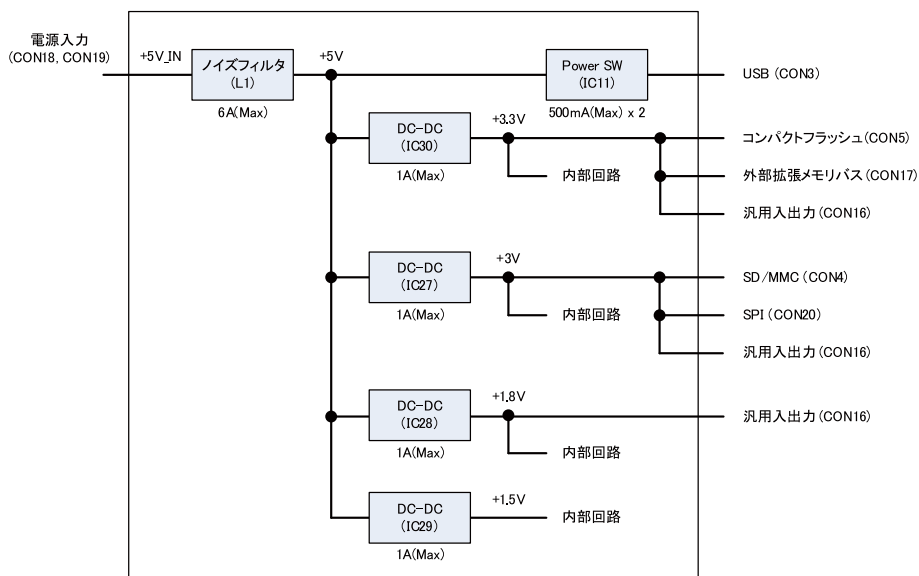 電源入力
(CON18, CON19)
+5V_IN
ノイズフィルタ
(L1)
6A(Max)
+5V
Power SW
(IC11)
500mA(Max) x 2
USB (CON3)
DC-DC
(IC30)
1A(Max)
+3.3V
内部回路
コンパクトフラッシュ(CON5)
外部拡張メモリバス(CON17)
汎用入出力(CON16)
DC-DC
(IC27)
1A(Max)
+3V
内部回路
SD/MMC (CON4)
SPI (CON20)
汎用入出力(CON16)
DC-DC
(IC28)
1A(Max)
+1.8V
内部回路
汎用入出力(CON16)
DC-DC
(IC29)
1A(Max)
+1.5V
内部回路